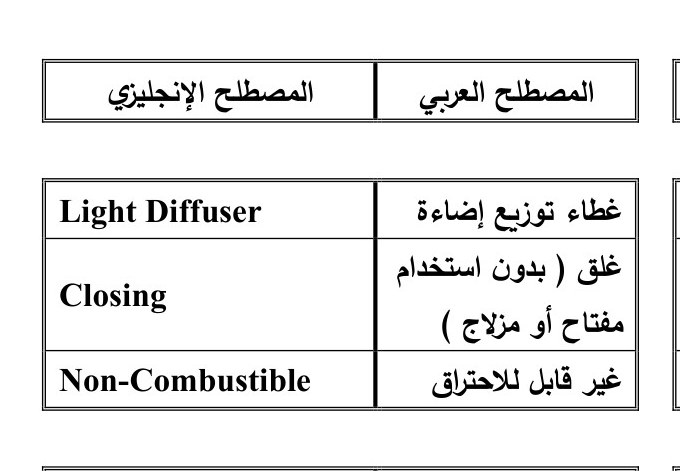 المصطلح العربي
المصطلح الإنجليزي
غطاء توزيع إضاءة
Light Diffuser
غلق ( بدون استخدام
مفتاح أو مزلاج )
Closing
غير قابل للاحتراق
Non-Combustible